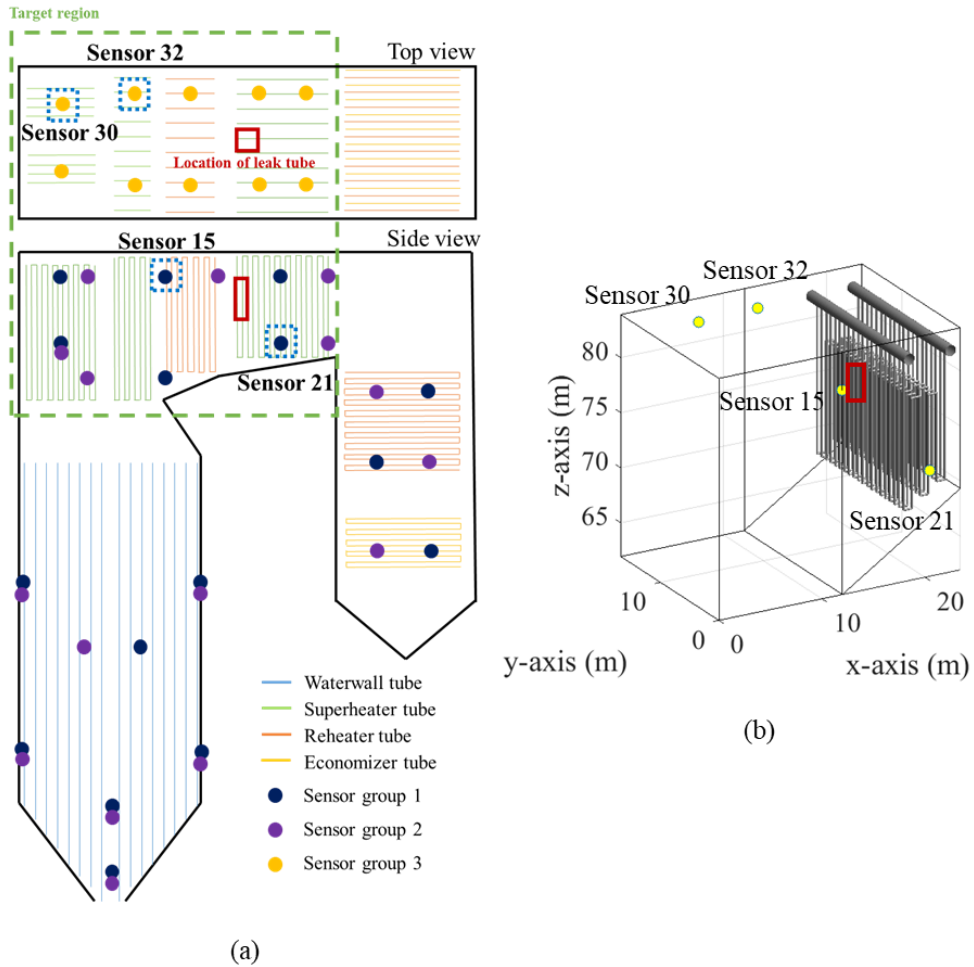 Target region
Sensor 32
Top view
Sensor 30
Location of leak tube
Sensor 15
Side view
Sensor 21
Waterwall tube
Superheater tube
Reheater tube
Economizer tube
Sensor group 1
Sensor group 2
Sensor group 3
(a)
Sensor 32
Sensor 30
80
75
70
65
z-axis (m)
Sensor 15
Sensor 21
10
0
0
10
20
y-axis (m)
x-axis (m)
(b)